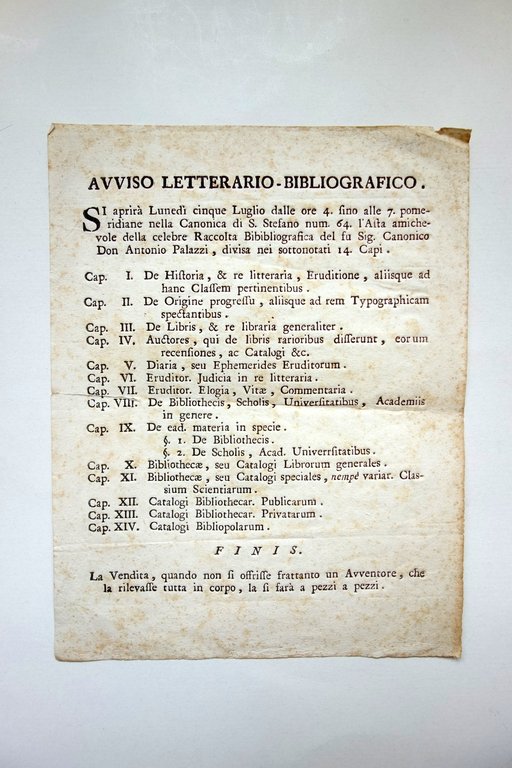 AVVISO LETTERARIO-BIBLIOGRAFICO.
SI aprirà Lunedì cinque Luglio dalle ore 4. sino alle 7. pome-
ridiane nella Canonica di S. Stefano num. 64. l'Asta amiche-
vole della celebre Raccolta Bibibliografica del fu Sig. Canonico
Don Antonio Palazzi, divisa nei sottonotati 14. Capi.
Cap. I. De Historia, & re litteraria, Eruditione, aliisque ad
hanc Classem pertinentibus.
Cap. II. De Origine progressu, aliisque ad rem Typographicam
spectantibus.
Cap. III. De Libris, & re libraria generaliter.
Cap. IV. Auctores, qui de libris rarioribus disserunt, eorum
recensiones, ac Catalogi &c.
Cap. V. Diaria, seu Ephemerides Eruditorum.
Cap. VI. Eruditor. Judicia in re litteraria.
Cap. VII. Eruditor. Elogia, Vitæ, Commentaria.
Cap. VIII. De Bibliothecis, Scholis, Universitatibus, Academiis
in genere.
Cap. IX. De ead. materia in specie.
§. 1. De Bibliothecis.
§. 2. De Scholis, Acad. Univerrsitatibus.
Cap. X. Bibliothecæ, seu Catalogi Librorum generales.
Cap. XI. Bibliothecæ, seu Catalogi speciales, nempè variar. Clas-
sium Scientiarum.
Cap. XII. Catalogi Bibliothecar. Publicarum.
Cap. XIII. Catalogi Bibliothecar. Privatarum.
Cap. XIV. Catalogi Bibliopolarum.
FINIS.
La Vendita, quando non si offrisse frattanto un Avventore, che
la rilevasse tutta in corpo, la si farà a pezzi a pezzi.